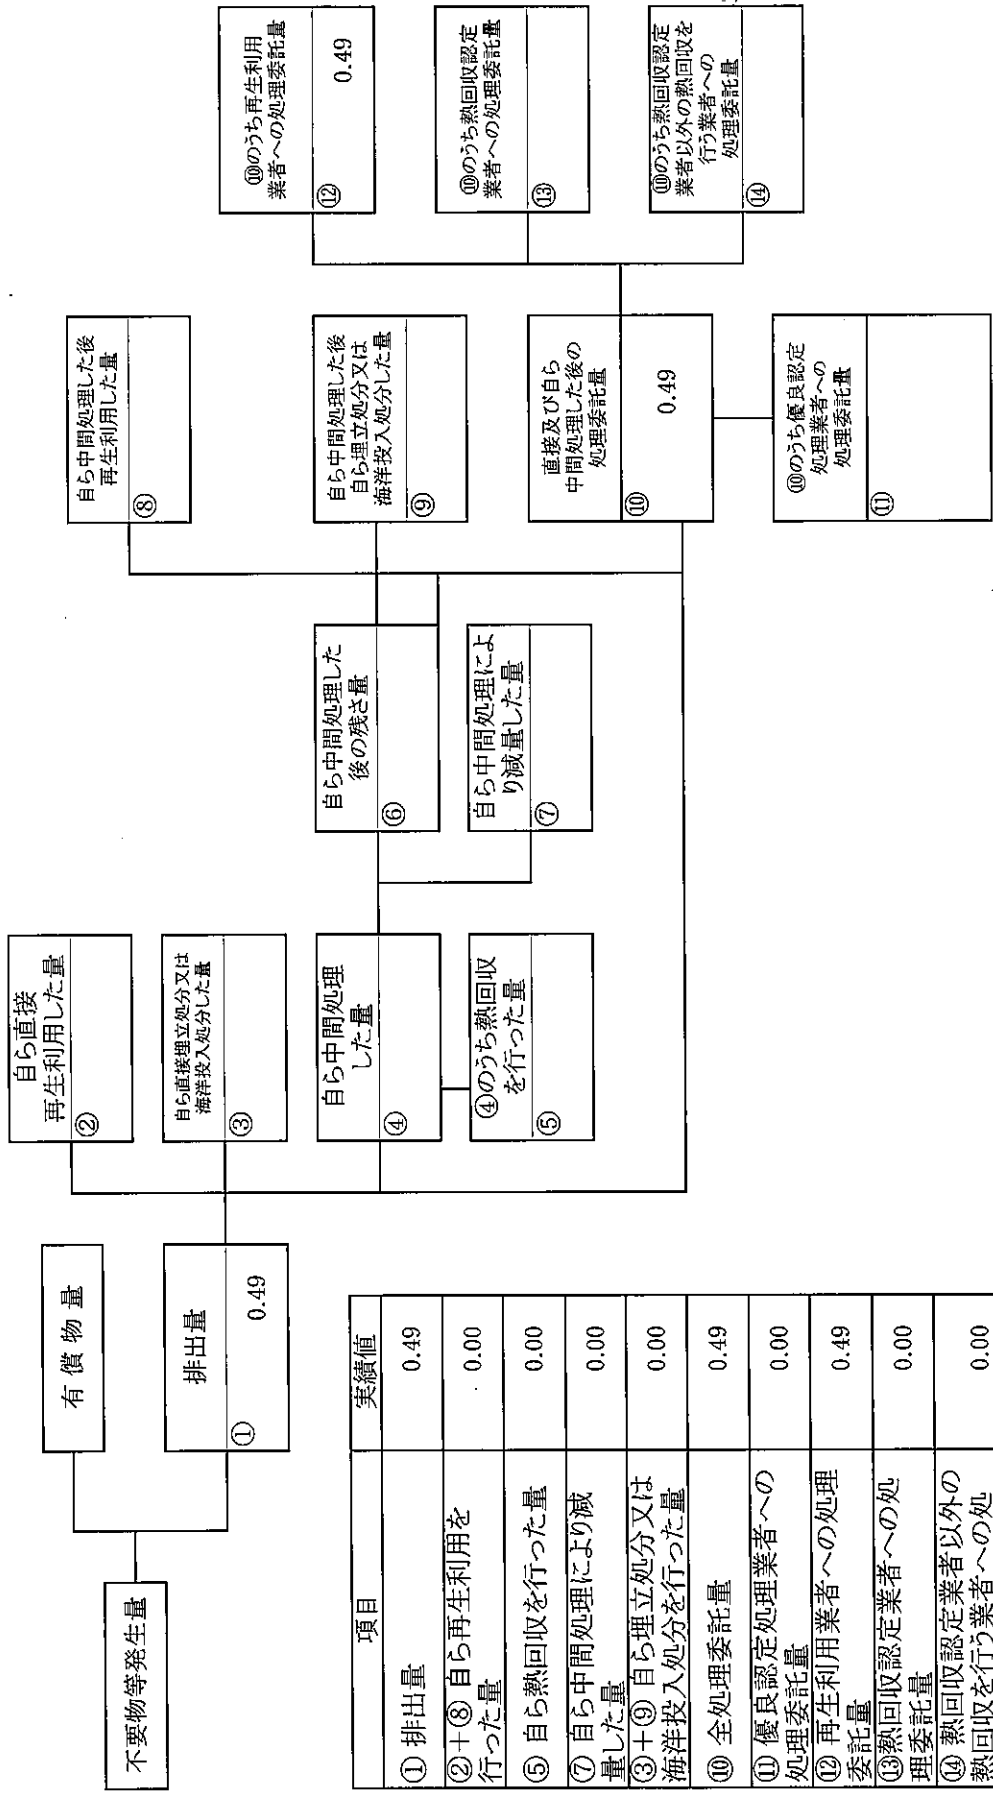 不要物等発生量
有償物量
排出量
①
0.49
自ら直接
再生利用した量
②
自ら直接埋立処分又は
海洋投入処分した量
③
自ら中間処理
した量
④
④のうち熱回収
を行った量
⑤
自ら中間処理した
後の残さ量
⑥
自ら中間処理によ
り減量した量
⑦
自ら中間処理した後
再生利用した量
⑧
自ら中間処理した後
自ら埋立処分又は
海洋投入処分した量
⑨
直接及び自ら
中間処理した後の
処理委託量
⑩
0.49
⑩のうち優良認定
処理業者への
処理委託量
⑪
⑩のうち再生利用
業者への処理委託量
⑫
0.49
⑩のうち熱回収認定
業者への処理委託量
⑬
⑩のうち熱回収認定
業者以外の熱回収を
行う業者への
処理委託量
⑭
項目 実績値
① 排出量 0.49
②+⑧ 自ら再生利用を
行った量 0.00
⑤ 自ら熱回収を行った量 0.00
⑦ 自ら中間処理により減
量した量 0.00
③+⑨ 自ら埋立処分又は
海洋投入処分を行った量 0.00
⑩ 全処理委託量 0.49
⑪ 優良認定処理業者への
処理委託量 0.00
⑫ 再生利用業者への処理
委託量 0.49
⑬熱回収認定業者への処
理委託量 0.00
⑭ 熱回収認定業者以外の
熱回収を行う業者への処 0.00